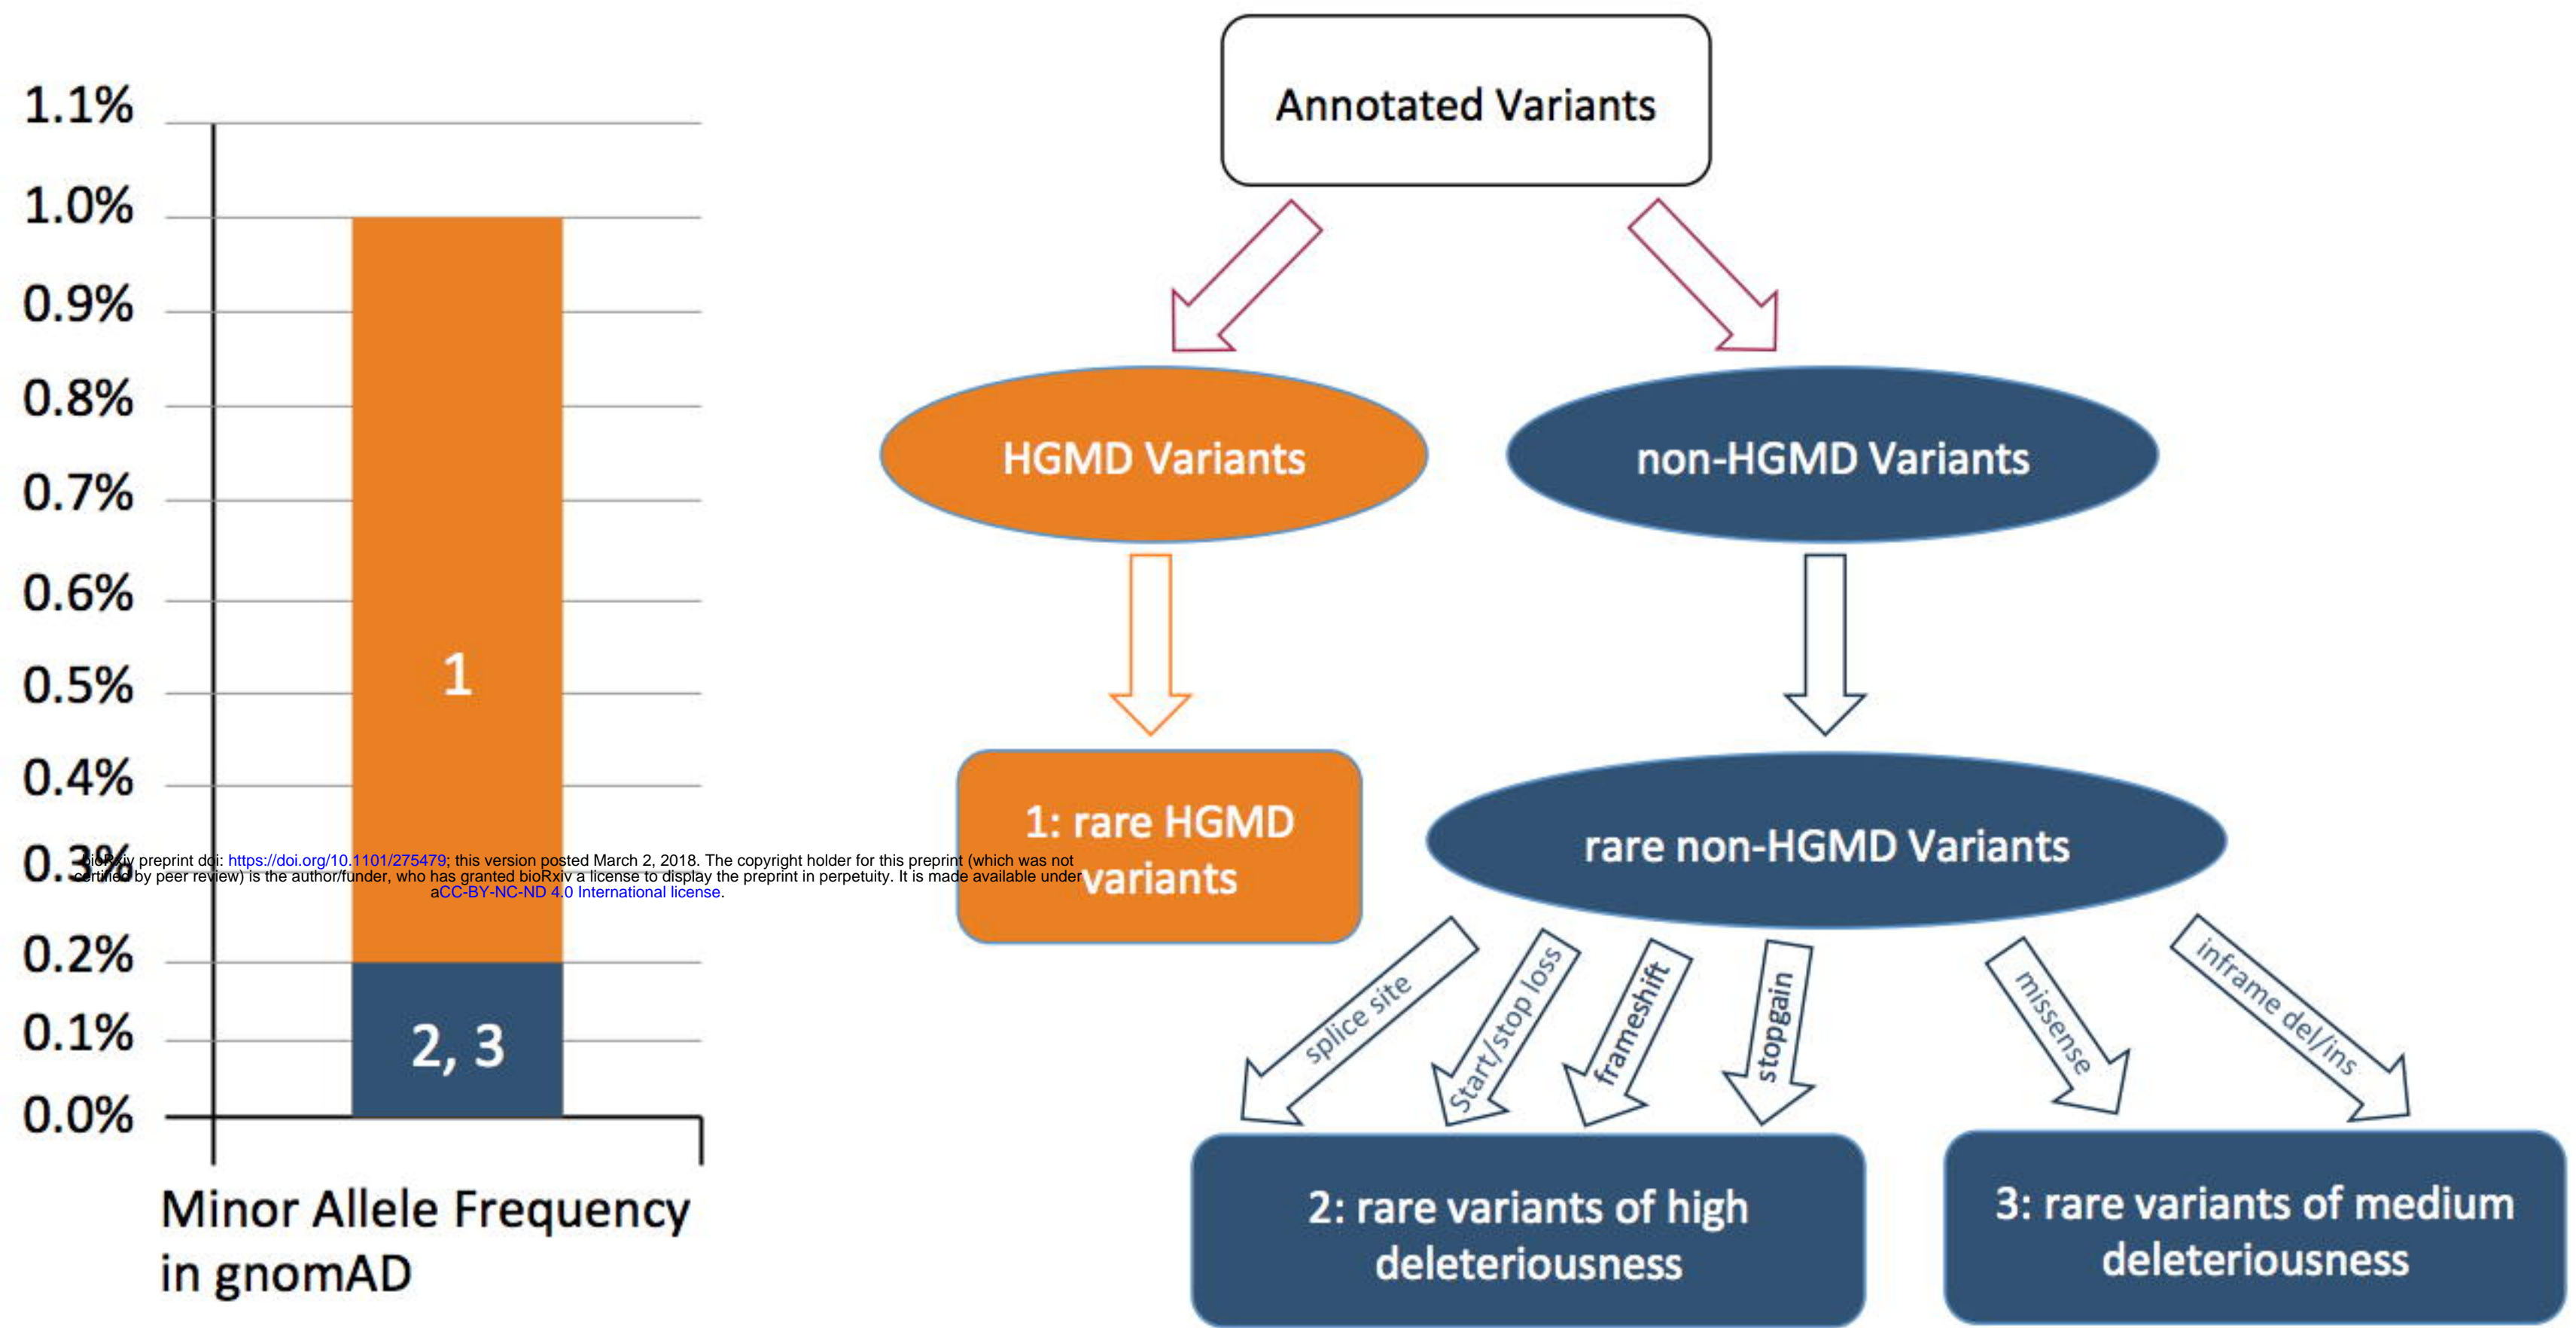 1.1%
1.0%
0.9%
0.8%
0.7%
0.6%
0.5%
0.4%
0.3%
0.2%
0.1%
0.0%
1
2, 3
Minor Allele Frequency
in gnomAD
Annotated Variants
HGMD Variants
non-HGMD Variants
1: rare HGMD
variants
rare non-HGMD Variants
splice site
Start/stop loss
frameshift
stopgain
missense
inframe del/ins
2: rare variants of high
deleteriousness
3: rare variants of medium
deleteriousness
bioRxiv preprint doi: https://doi.org/10.1101/275479; this version posted March 2, 2018. The copyright holder for this preprint (which was not
certified by peer review) is the author/funder, who has granted bioRxiv a license to display the preprint in perpetuity. It is made available under
aCC-BY-NC-ND 4.0 International license.